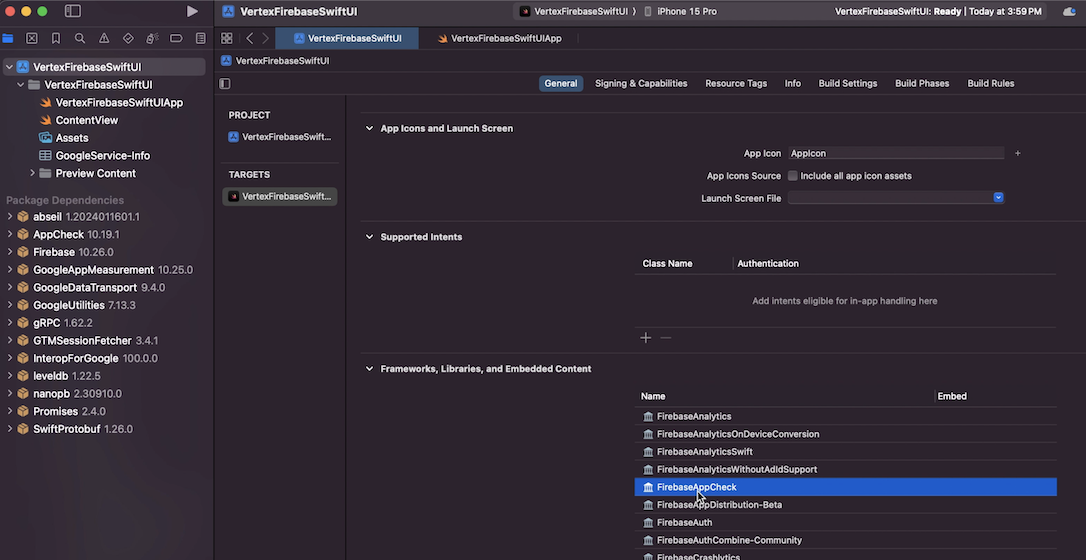 VertexFirebaseSwiftUI
VertexFirebaseSwiftUI 〉 iPhone 15 Pro
VertexFirebaseSwiftUI: Ready | Today at 3:59 PM
VertexFirebaseSwiftUI
VertexFirebaseSwiftUIApp
VertexFirebaseSwiftUI
VertexFirebaseSwiftUI
VertexFirebaseSwiftUI
VertexFirebaseSwiftUIApp
ContentView
Assets
GoogleService-Info
Preview Content
Package Dependencies
abseil 1.2024011601.1
AppCheck 10.19.1
Firebase 10.26.0
GoogleAppMeasurement 10.25.0
GoogleDataTransport 9.4.0
GoogleUtilities 7.13.3
gRPC 1.62.2
GTMSessionFetcher 3.4.1
InteropForGoogle 100.0.0
leveldb 1.22.5
nanopb 2.30910.0
Promises 2.4.0
SwiftProtobuf 1.26.0
General Signing & Capabilities Resource Tags Info Build Settings Build Phases Build Rules
PROJECT
VertexFirebaseSwift...
TARGETS
VertexFirebaseSwift...
App Icons and Launch Screen
App Icon AppIcon
App Icons Source Include all app icon assets
Launch Screen File
Supported Intents
Class Name Authentication
Add intents eligible for in-app handling here
Frameworks, Libraries, and Embedded Content
Name Embed
FirebaseAnalytics
FirebaseAnalyticsOnDeviceConversion
FirebaseAnalyticsSwift
FirebaseAnalyticsWithoutAdIdSupport
FirebaseAppCheck
FirebaseAppDistribution-Beta
FirebaseAuth
FirebaseAuthCombine-Community
FirebaseCrashlytics